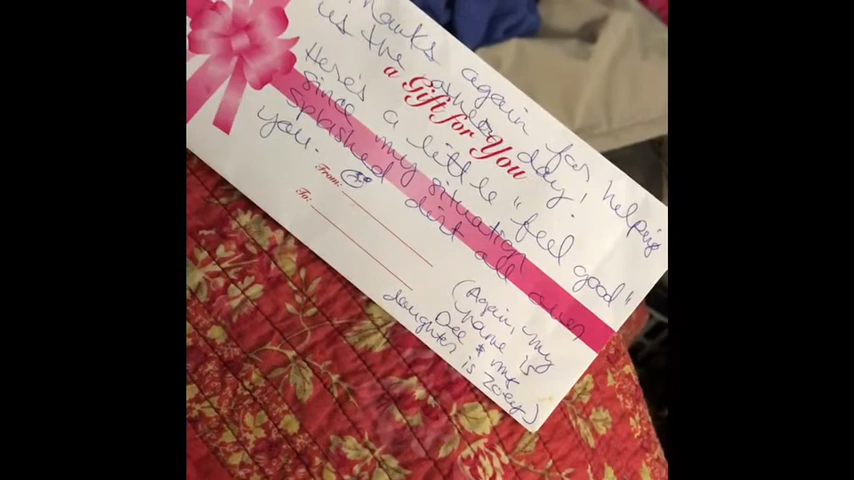 Thanks again for helping
us the other day!
Here's a little "feel good"
since my situation
splashed dirt all over
you.
a Gift for You
From:
To:
(Again, my
name is
Dee & my
daughter is Zoey)